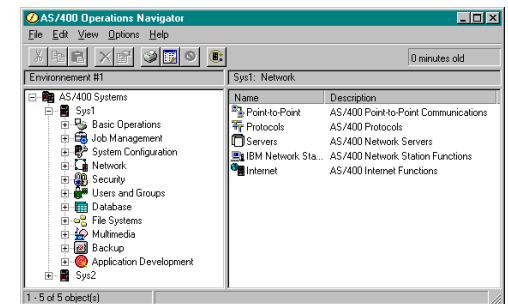 AS/400 Operations Navigator
File Edit View Options Help
0 minutes old
Environnement #1
Sys1: Network
AS/400 Systems
Sys1
Basic Operations
Job Management
System Configuration
Network
Security
Users and Groups
Database
File Systems
Multimedia
Backup
Application Development
Sys2
Name Description
Point-to-Point AS/400 Point-to-Point Communications
Protocols AS/400 Protocols
Servers AS/400 Network Servers
IBM Network Sta... AS/400 Network Station Functions
Internet AS/400 Internet Functions
1 - 5 of 5 object(s)